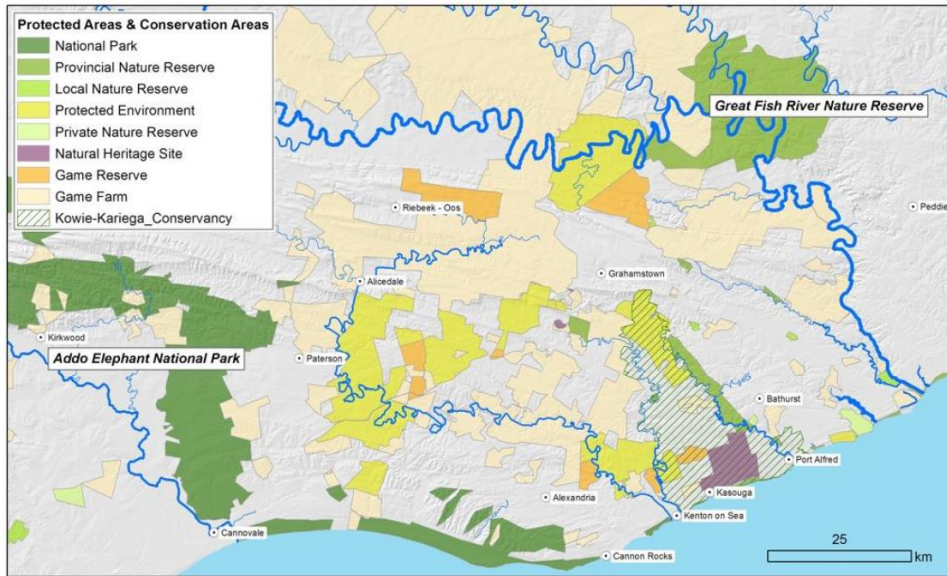 Protected Areas & Conservation Areas
National Park
Provincial Nature Reserve
Local Nature Reserve
Protected Environment
Private Nature Reserve
Natural Heritage Site
Game Reserve
Game Farm
Kowie-Kariega_Conservancy
Great Fish River Nature Reserve
Riebeek - Oos
Peddie
Grahamstown
Alicedale
Kirkwood
Addo Elephant National Park
Paterson
Bathurst
Port Alfred
Alexandria
Kasouga
Kenton on Sea
Cannovale
Cannon Rocks
25
km